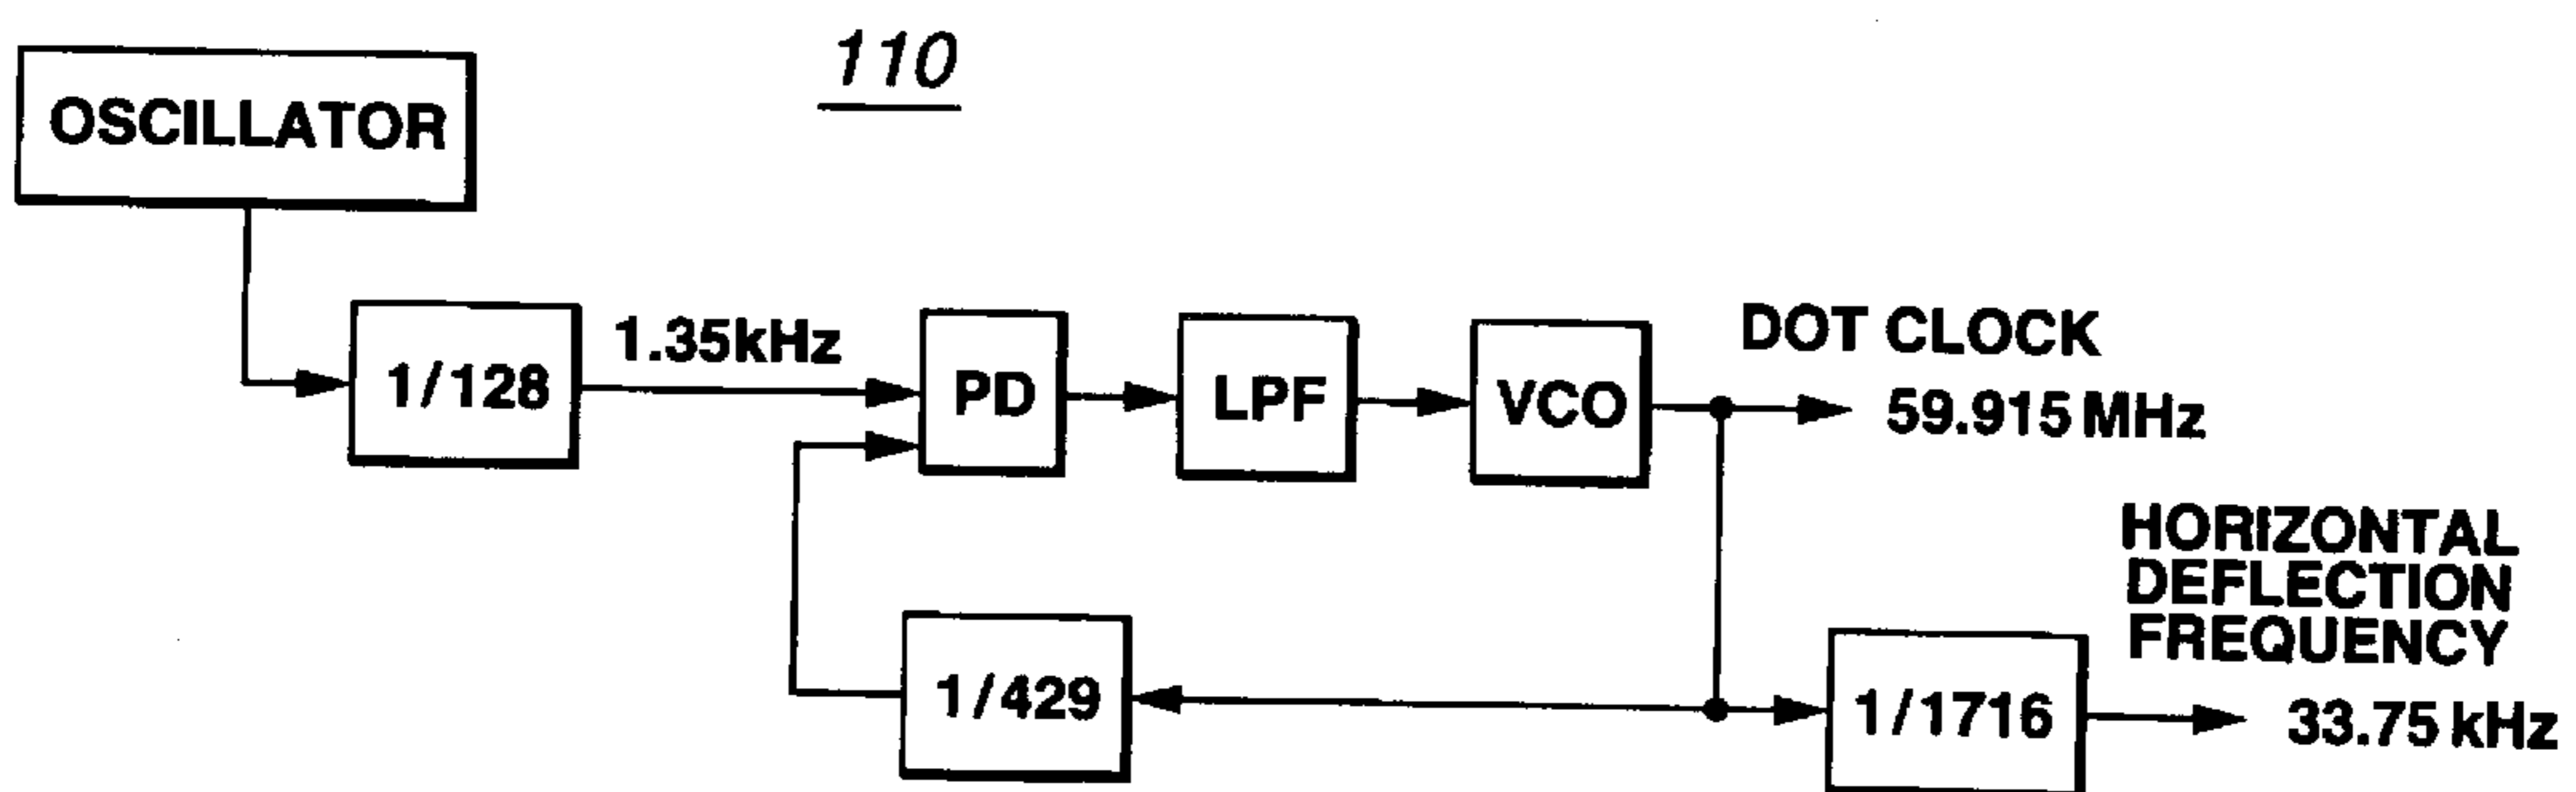 110
OSCILLATOR
1/128
1.35kHz
PD
LPF
VCO
DOT CLOCK
59.915 MHz
1/429
1/1716
HORIZONTAL
DEFLECTION
FREQUENCY
33.75 kHz